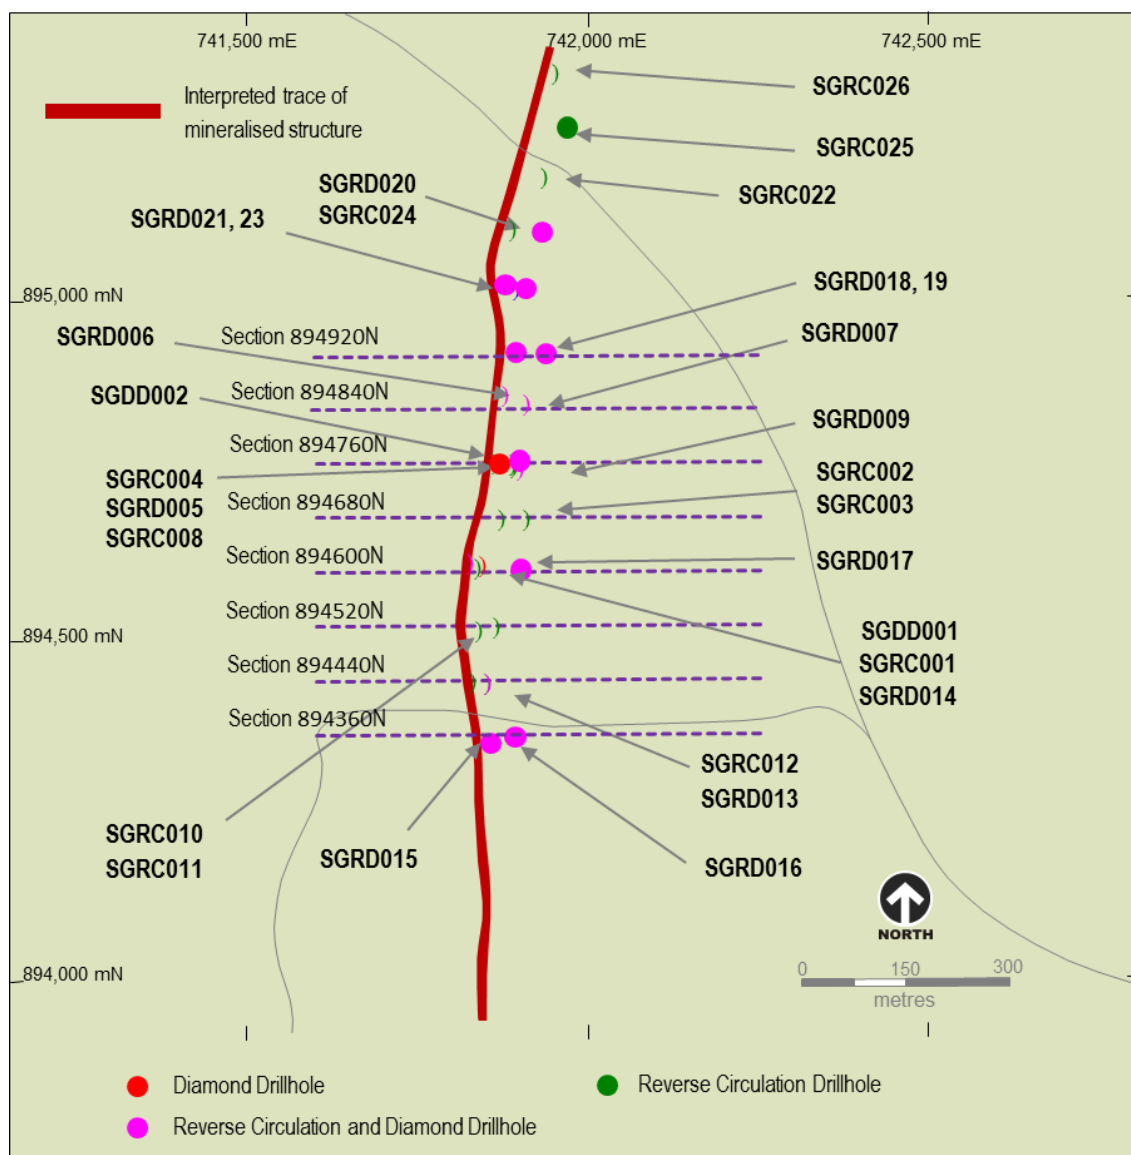 741,500 mE
742,000 mE
742,500 mE
Interpreted trace of
mineralised structure
SGRC026
SGRC025
SGRC022
SGRD020
SGRC024
SGRD021, 23
895,000 mN
SGRD018, 19
SGRD007
SGRD006
Section 894920N
SGDD002
Section 894840N
SGRD009
Section 894760N
SGRC004
SGRD005
SGRC008
SGRC002
SGRC003
Section 894680N
Section 894600N
SGRD017
Section 894520N
894,500 mN
SGDD001
SGRC001
SGRD014
Section 894440N
Section 894360N
SGRC012
SGRD013
SGRC010
SGRC011
SGRD015
SGRD016
NORTH
894,000 mN
0 150 300
metres
Diamond Drillhole
Reverse Circulation Drillhole
Reverse Circulation and Diamond Drillhole